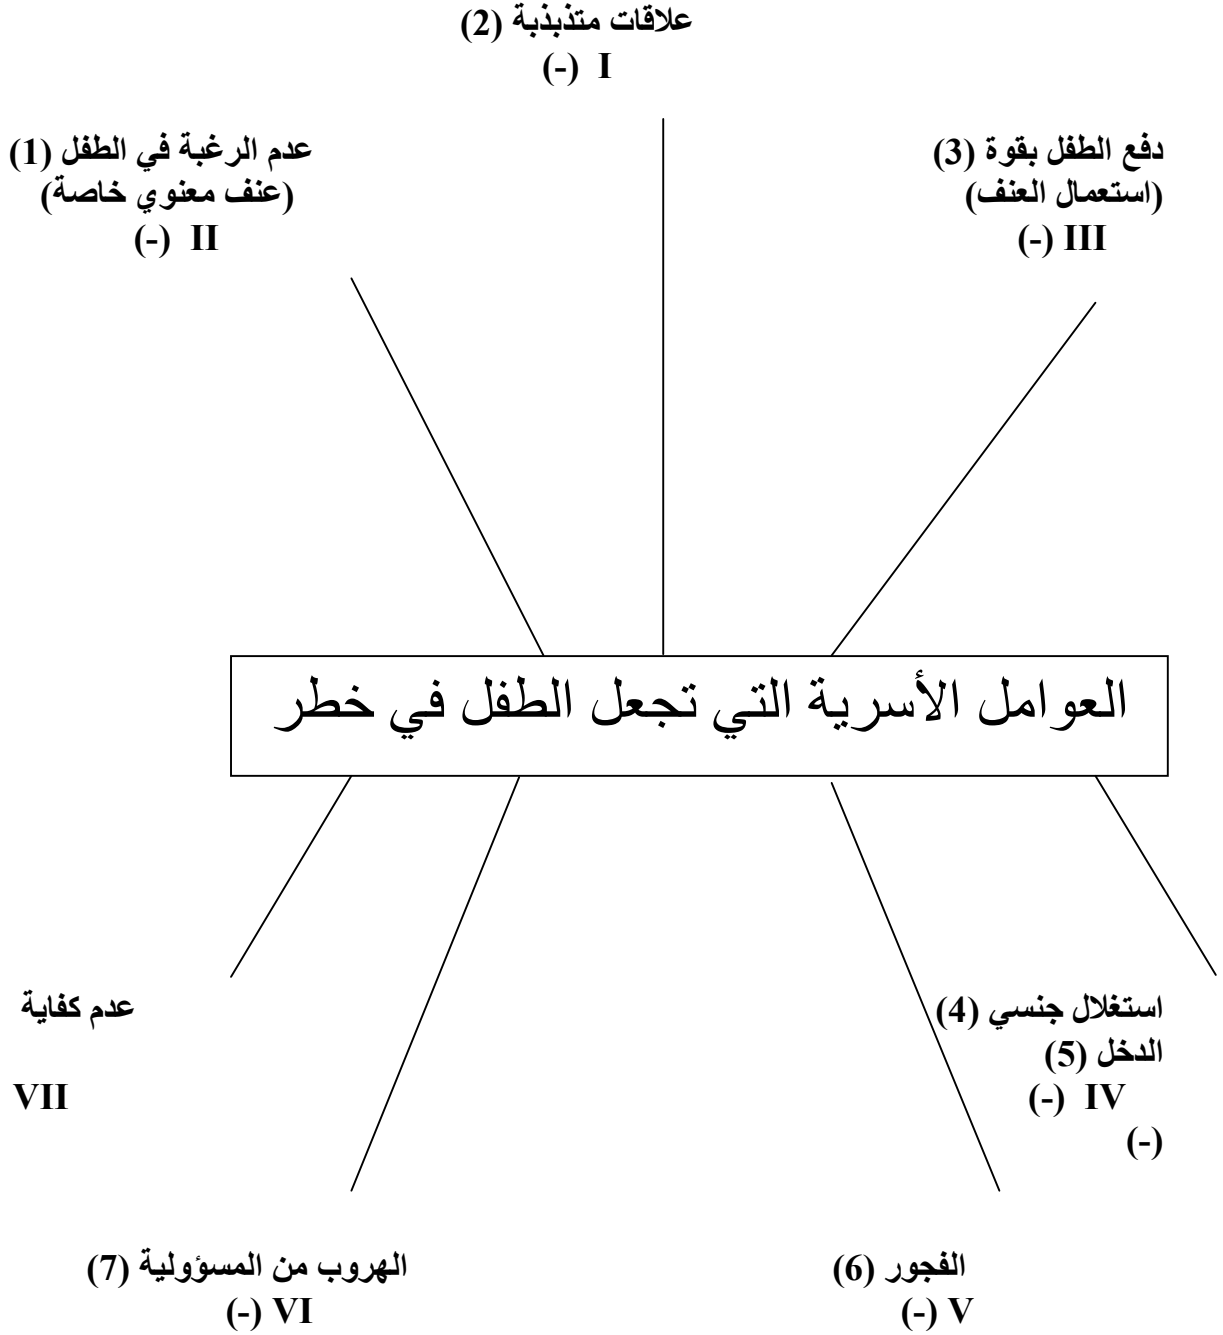 علاقات متذبذبة (2)
I (-)
دفع الطفل بقوة (3)
(استعمال العنف)
III (-)
عدم الرغبة في الطفل (1)
(عنف معنوي خاصة)
II (-)
العوامل الأسرية التي تجعل الطفل في خطر
استغلال جنسي (4) عدم كفاية
الدخل (5)
IV (-) VII
(-)
الفجور (6)
V (-)
الهروب من المسؤولية (7)
VI (-)